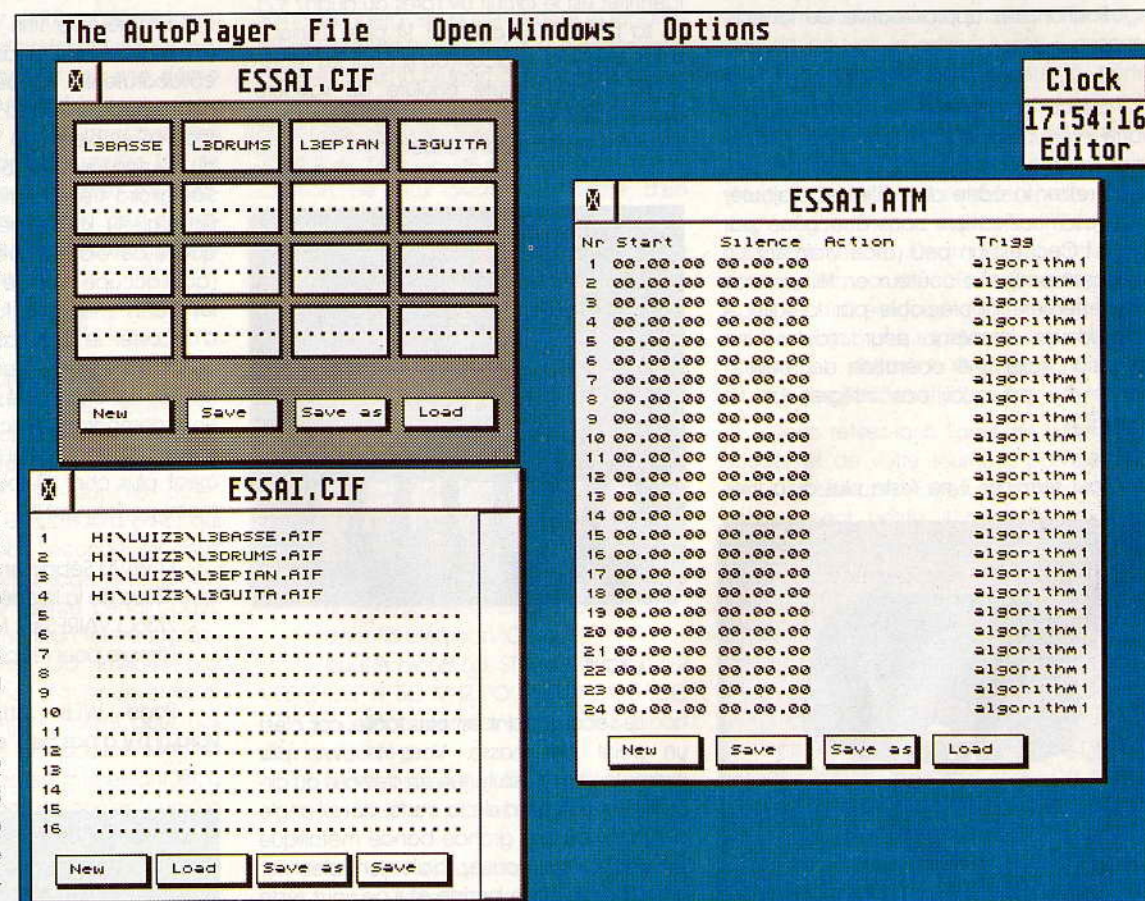 The AutoPlayer File Open Windows Options
ESSAI.CIF
L3BASSE L3DRUMS L3EPIAN L3GUITA
New Save Save as Load
ESSAI.CIF
1 H:\LUIZ3\L3BASSE.AIF
2 H:\LUIZ3\L3DRUMS.AIF
3 H:\LUIZ3\L3EPIAN.AIF
4 H:\LUIZ3\L3GUITA.AIF
5
6
7
8
9
10
11
12
13
14
15
16
New Load Save as Save
Clock
17:54:16
Editor
ESSAI.ATM
Nr Start Silence Action Trigg
1 00.00.00 00.00.00 algorithm1
2 00.00.00 00.00.00 algorithm1
3 00.00.00 00.00.00 algorithm1
4 00.00.00 00.00.00 algorithm1
5 00.00.00 00.00.00 algorithm1
6 00.00.00 00.00.00 algorithm1
7 00.00.00 00.00.00 algorithm1
8 00.00.00 00.00.00 algorithm1
9 00.00.00 00.00.00 algorithm1
10 00.00.00 00.00.00 algorithm1
11 00.00.00 00.00.00 algorithm1
12 00.00.00 00.00.00 algorithm1
13 00.00.00 00.00.00 algorithm1
14 00.00.00 00.00.00 algorithm1
15 00.00.00 00.00.00 algorithm1
16 00.00.00 00.00.00 algorithm1
17 00.00.00 00.00.00 algorithm1
18 00.00.00 00.00.00 algorithm1
19 00.00.00 00.00.00 algorithm1
20 00.00.00 00.00.00 algorithm1
21 00.00.00 00.00.00 algorithm1
22 00.00.00 00.00.00 algorithm1
23 00.00.00 00.00.00 algorithm1
24 00.00.00 00.00.00 algorithm1
New Save Save as Load